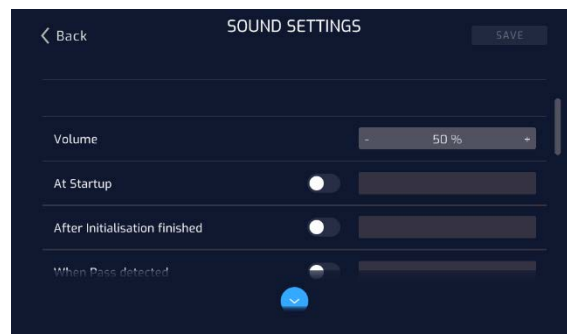 Back
SOUND SETTINGS
SAVE
Volume
- 50 % +
At Startup
After Initialisation finished
When Pass detected